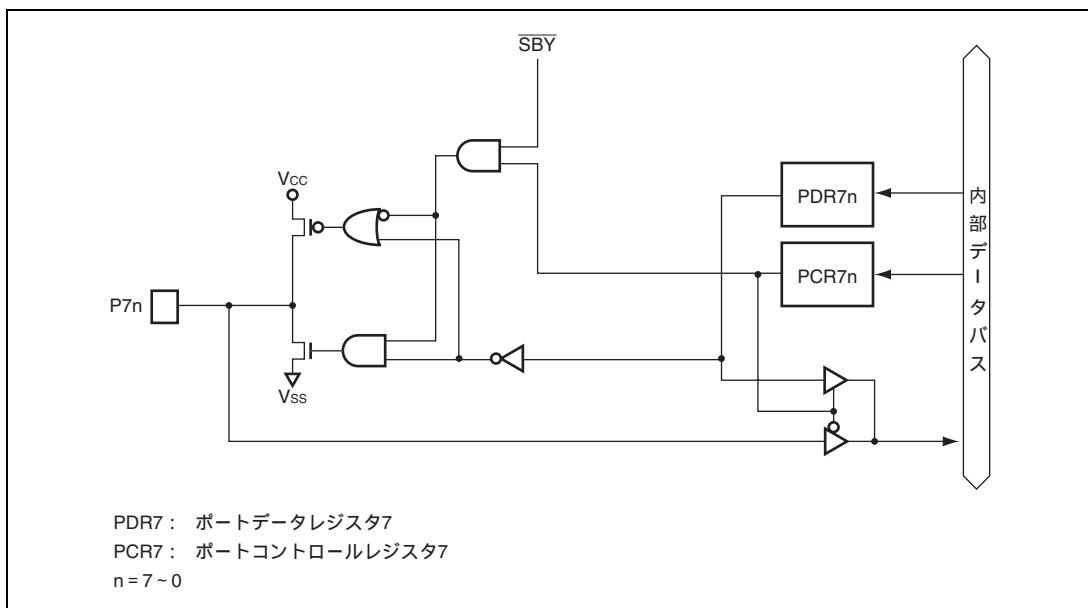 SBY
VCC
PDR7n
PCR7n
内部データバス
P7n
VSS
PDR7： ポートデータレジスタ7
PCR7： ポートコントロールレジスタ7
n = 7 ~ 0